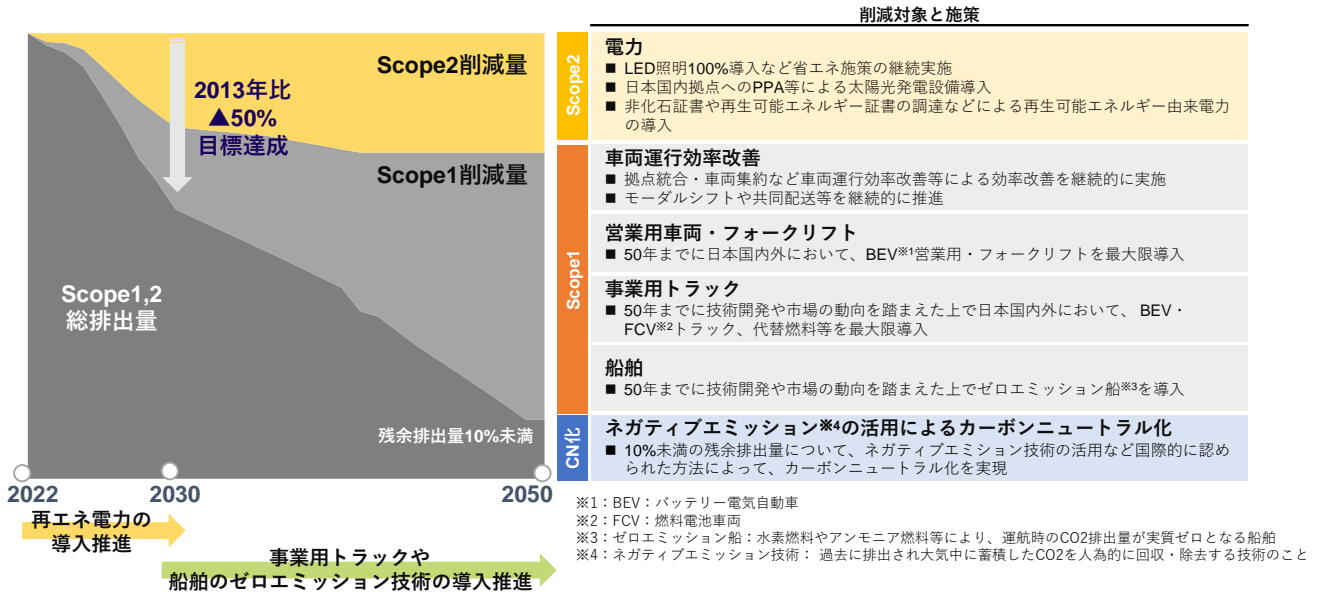 削減対象と施策
Scope2削減量
2013年比
▲50%
目標達成
Scope1削減量
Scope1,2
総排出量
残余排出量10%未満
2022
2030
2050
再エネ電力の
導入推進
事業用トラックや
船舶のゼロエミッション技術の導入推進
Scope2
電力
■ LED照明100%導入など省エネ施策の継続実施
■ 日本国内拠点へのPPA等による太陽光発電設備導入
■ 非化石証書や再生可能エネルギー証書の調達などによる再生可能エネルギー由来電力
の導入
Scope1
車両運行効率改善
■ 拠点統合・車両集約など車両運行効率改善等による効率改善を継続的に実施
■ モーダルシフトや共同配送等を継続的に推進
営業用車両・フォークリフト
■ 50年までに日本国内外において、BEV※1営業用・フォークリフトを最大限導入
事業用トラック
■ 50年までに技術開発や市場の動向を踏まえた上で日本国内外において、 BEV・
FCV※2トラック、代替燃料等を最大限導入
船舶
■ 50年までに技術開発や市場の動向を踏まえた上でゼロエミッション船※3を導入
CN化
ネガティブエミッション※4の活用によるカーボンニュートラル化
■ 10%未満の残余排出量について、ネガティブエミション技術の活用など国際的に認め
られた方法によって、カーボンニュートラル化を実現
※1：BEV：バッテリー電気自動車
※2：FCV：燃料電池車両
※3：ゼロエミッション船：水素燃料やアンモニア燃料等により、運航時のCO2排出量が実質ゼロとなる船舶
※4：ネガティブエミッション技術： 過去に排出され大気中に蓄積したCO2を人為的に回収・除去する技術のこと